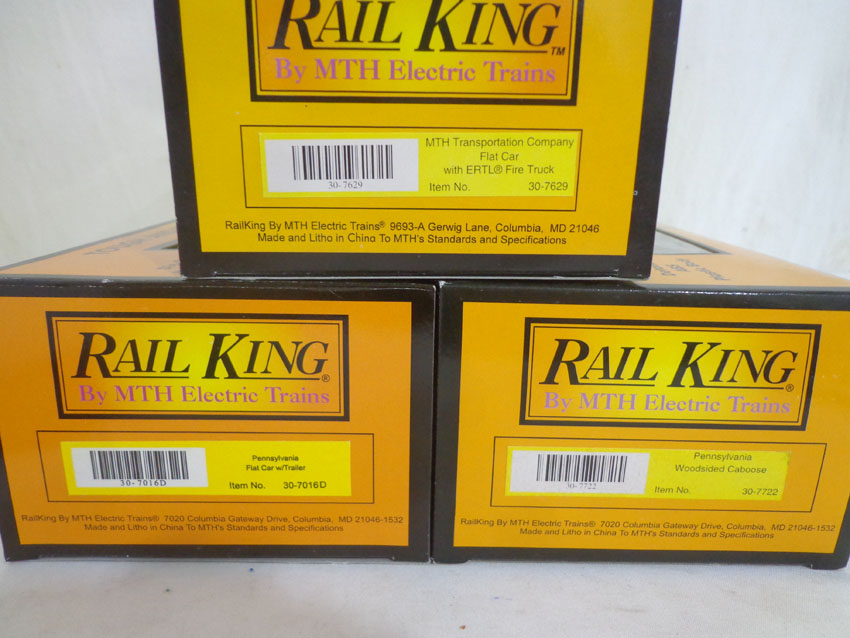 RAIL KING™
By MTH Electric Trains
MTH Transportation Company
Flat Car
with ERTL® Fire Truck
30-7629
Item No. 30-7629
RailKing By MTH Electric Trains® 9693-A Gerwig Lane, Columbia, MD 21046
Made and Litho in China To MTH's Standards and Specifications
RAIL KING®
By MTH Electric Trains
Pennsylvania
Flat Car w/Trailer
30-7016D
Item No. 30-7016D
RailKing By MTH Electric Trains® 7020 Columbia Gateway Drive, Columbia, MD 21046-1532
Made and Litho in China To MTH's Standards and Specifications
RAIL KING®
By MTH Electric Trains
Pennsylvania
Woodsided Caboose
30-7722
Item No. 30-7722
RailKing By MTH Electric Trains® 7020 Columbia Gateway Drive, Columbia, MD 21046-1532
Made and Litho in China To MTH's Standards and Specifications